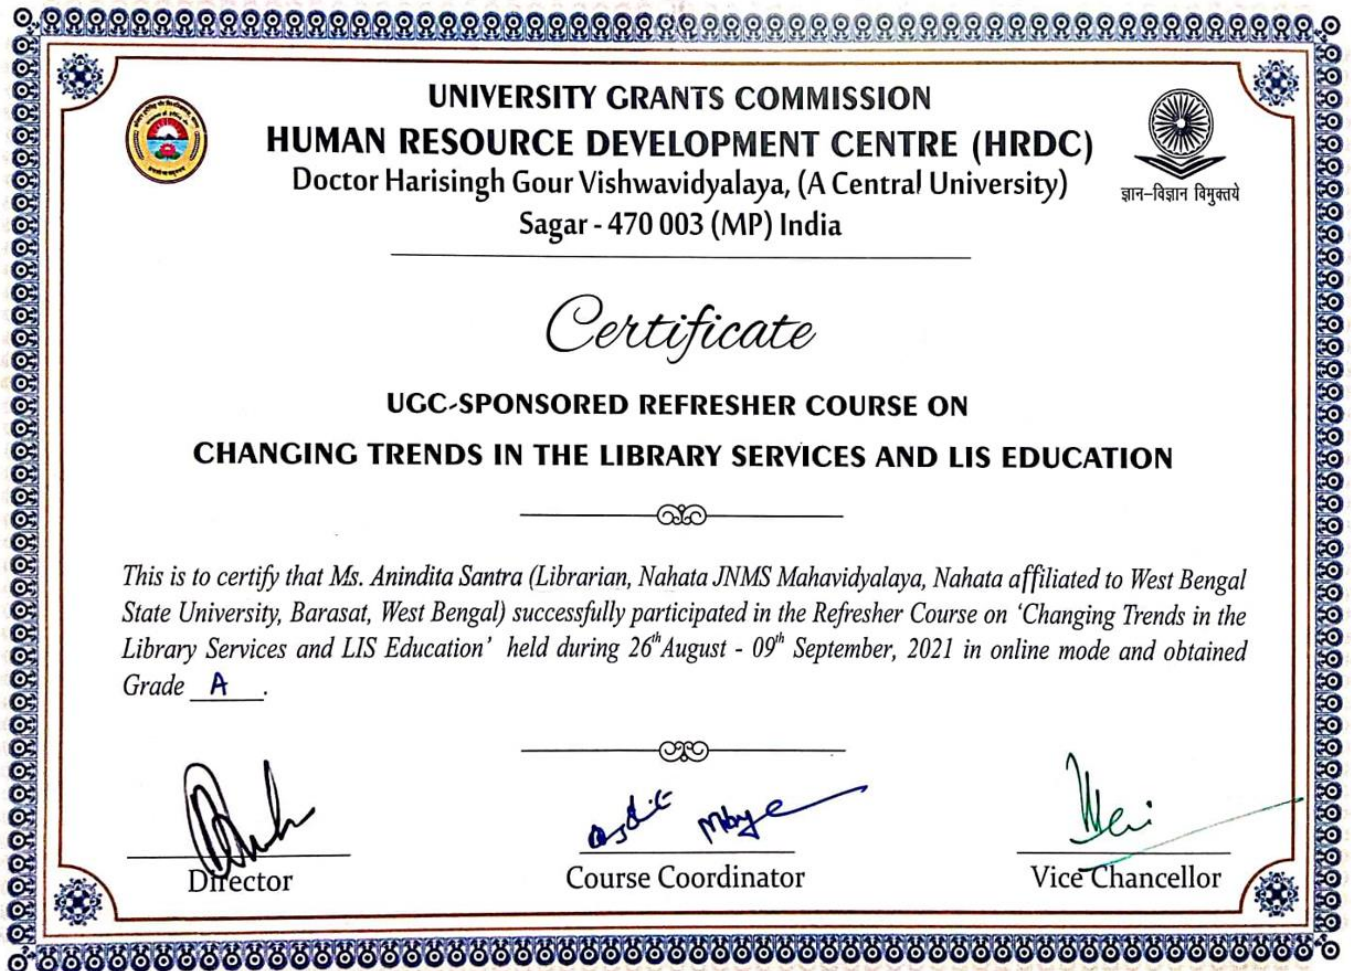 UNIVERSITY GRANTS COMMISSION
HUMAN RESOURCE DEVELOPMENT CENTRE (HRDC)
Doctor Harisingh Gour Vishwavidyalaya, (A Central University)
Sagar - 470 003 (MP) India
ज्ञान-विज्ञान विमुक्तये
Certificate
UGC-SPONSORED REFRESHER COURSE ON
CHANGING TRENDS IN THE LIBRARY SERVICES AND LIS EDUCATION
This is to certify that Ms. Anindita Santra (Librarian, Nahata JNMS Mahavidyalaya, Nahata affiliated to West Bengal
State University, Barasat, West Bengal) successfully participated in the Refresher Course on ‘Changing Trends in the
Library Services and LIS Education’ held during 26th August - 09th September, 2021 in online mode and obtained
Grade A.
Director
Course Coordinator
Vice Chancellor